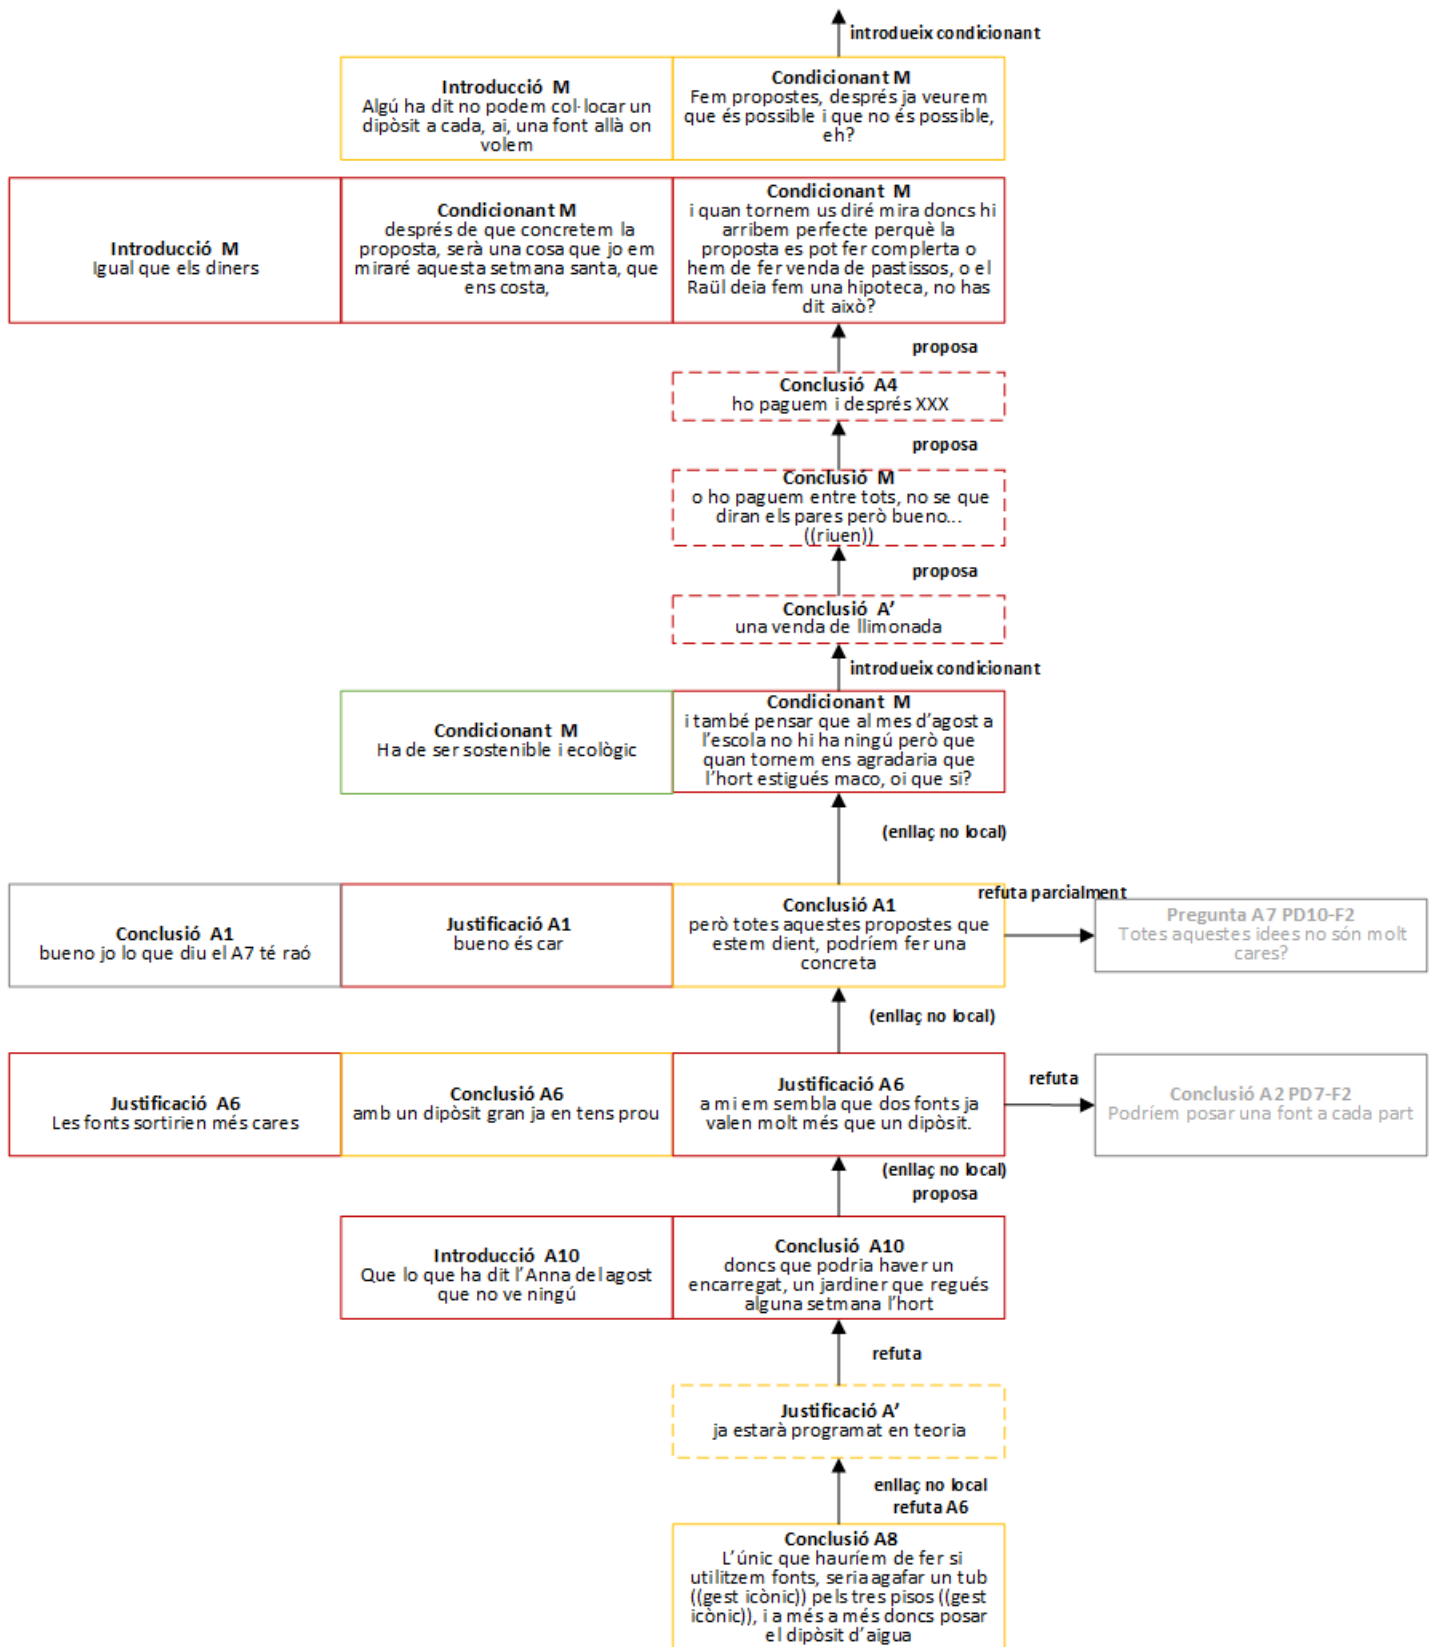 introdueix condicionant
Introducció M
Algú ha dit no podem col·locar un
dipòsit a cada, ai, una font allà on
volem
Condicionant M
Fem propostes, després ja veurem
que és possible i que no és possible,
eh?
Introducció M
Igual que els diners
Condicionant M
després de que concretem la
proposta, serà una cosa que jo em
miraré aquesta setmana santa, que
ens costa,
Condicionant M
i quan tornem us diré mira doncs hi
arribem perfecte perquè la
proposta es pot fer complerta o
hem de fer venda de pastissos, o el
Raül deia fem una hipoteca, no has
dit això?
proposa
Conclusió A4
ho paguem i després XXX
proposa
Conclusió M
o ho paguem entre tots, no se que
diran els pares però bueno...
((riuen))
proposa
Conclusió A'
una venda de llimonada
introdueix condicionant
Condicionant M
Ha de ser sostenible i ecològic
Condicionant M
i també pensar que al mes d'agost a
l'escola no hi ha ningú però que
quan tornem ens agradaria que
l'hort estigués maco, oi que si?
(enllaç no local)
Conclusió A1
bueno jo lo que diu el A7 té raó
Justificació A1
bueno és car
Conclusió A1
però totes aquestes propostes que
estem dient, podríem fer una
concreta
refuta parcialment
Pregunta A7 PD10-F2
Totes aquestes idees no són molt
cares?
(enllaç no local)
Justificació A6
Les fonts sortirien més cares
Conclusió A6
amb un dipòsit gran ja en tens prou
Justificació A6
a mi em sembla que dos fonts ja
valen molt més que un dipòsit.
refuta
Conclusió A2 PD7-F2
Podríem posar una font a cada part
(enllaç no local)
proposa
Introducció A10
Que lo que ha dit l'Anna del agost
que no ve ningú
Conclusió A10
doncs que podria haver un
encarregat, un jardiner que regués
alguna setmana l'hort
refuta
Justificació A'
ja estarà programat en teoria
enllaç no local
refuta A6
Conclusió A8
L'únic que hauríem de fer si
utilitzem fonts, seria agafar un tub
((gest icònic)) pels tres pisos ((gest
icònic)), i a més a més doncs posar
el dipòsit d'aigua